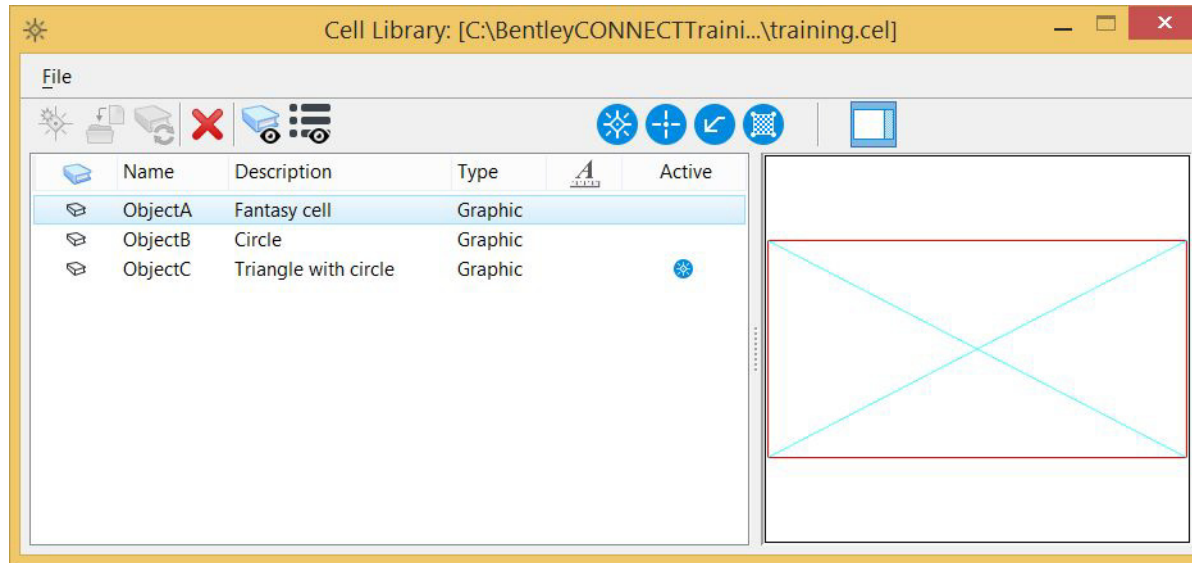 Cell Library: [C:\BentleyCONNECTTraini...\training.cel]
File
Name Description Type A Active
ObjectA Fantasy cell Graphic
ObjectB Circle Graphic
ObjectC Triangle with circle Graphic